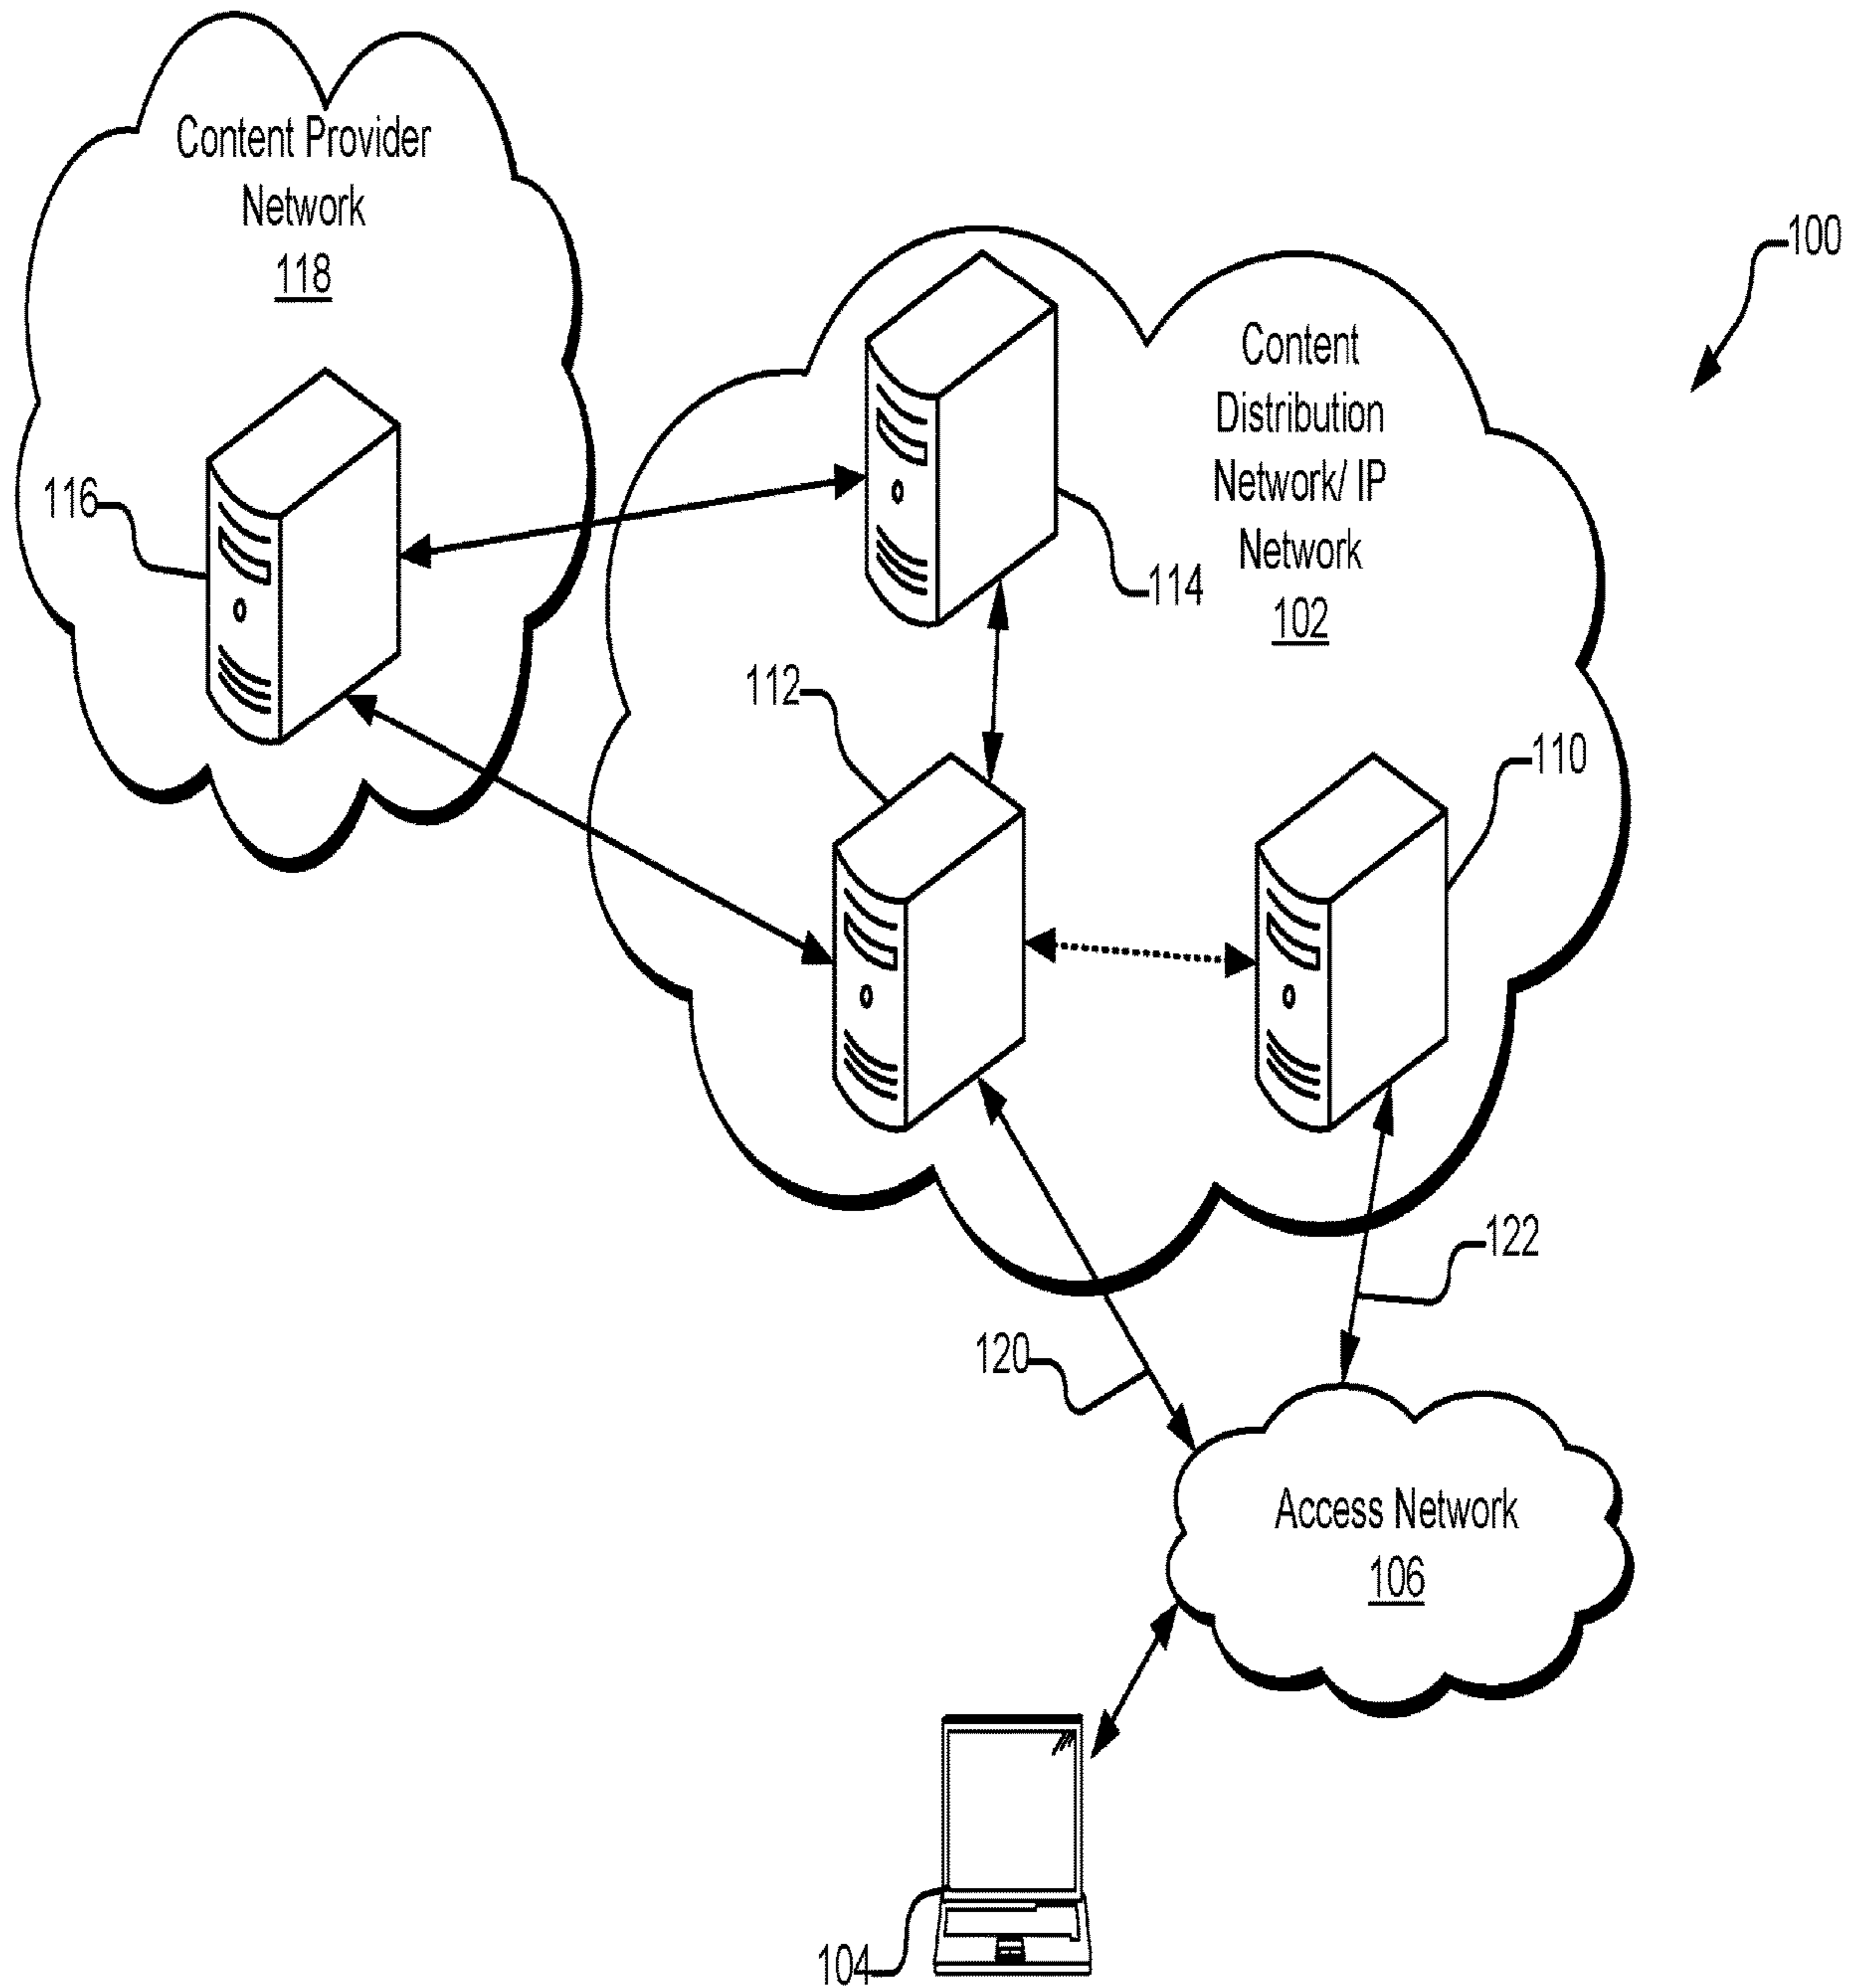 Content Provider
Network
118
100
Content
Distribution
Network/ IP
Network
102
116
114
112
110
122
120
Access Network
106
104